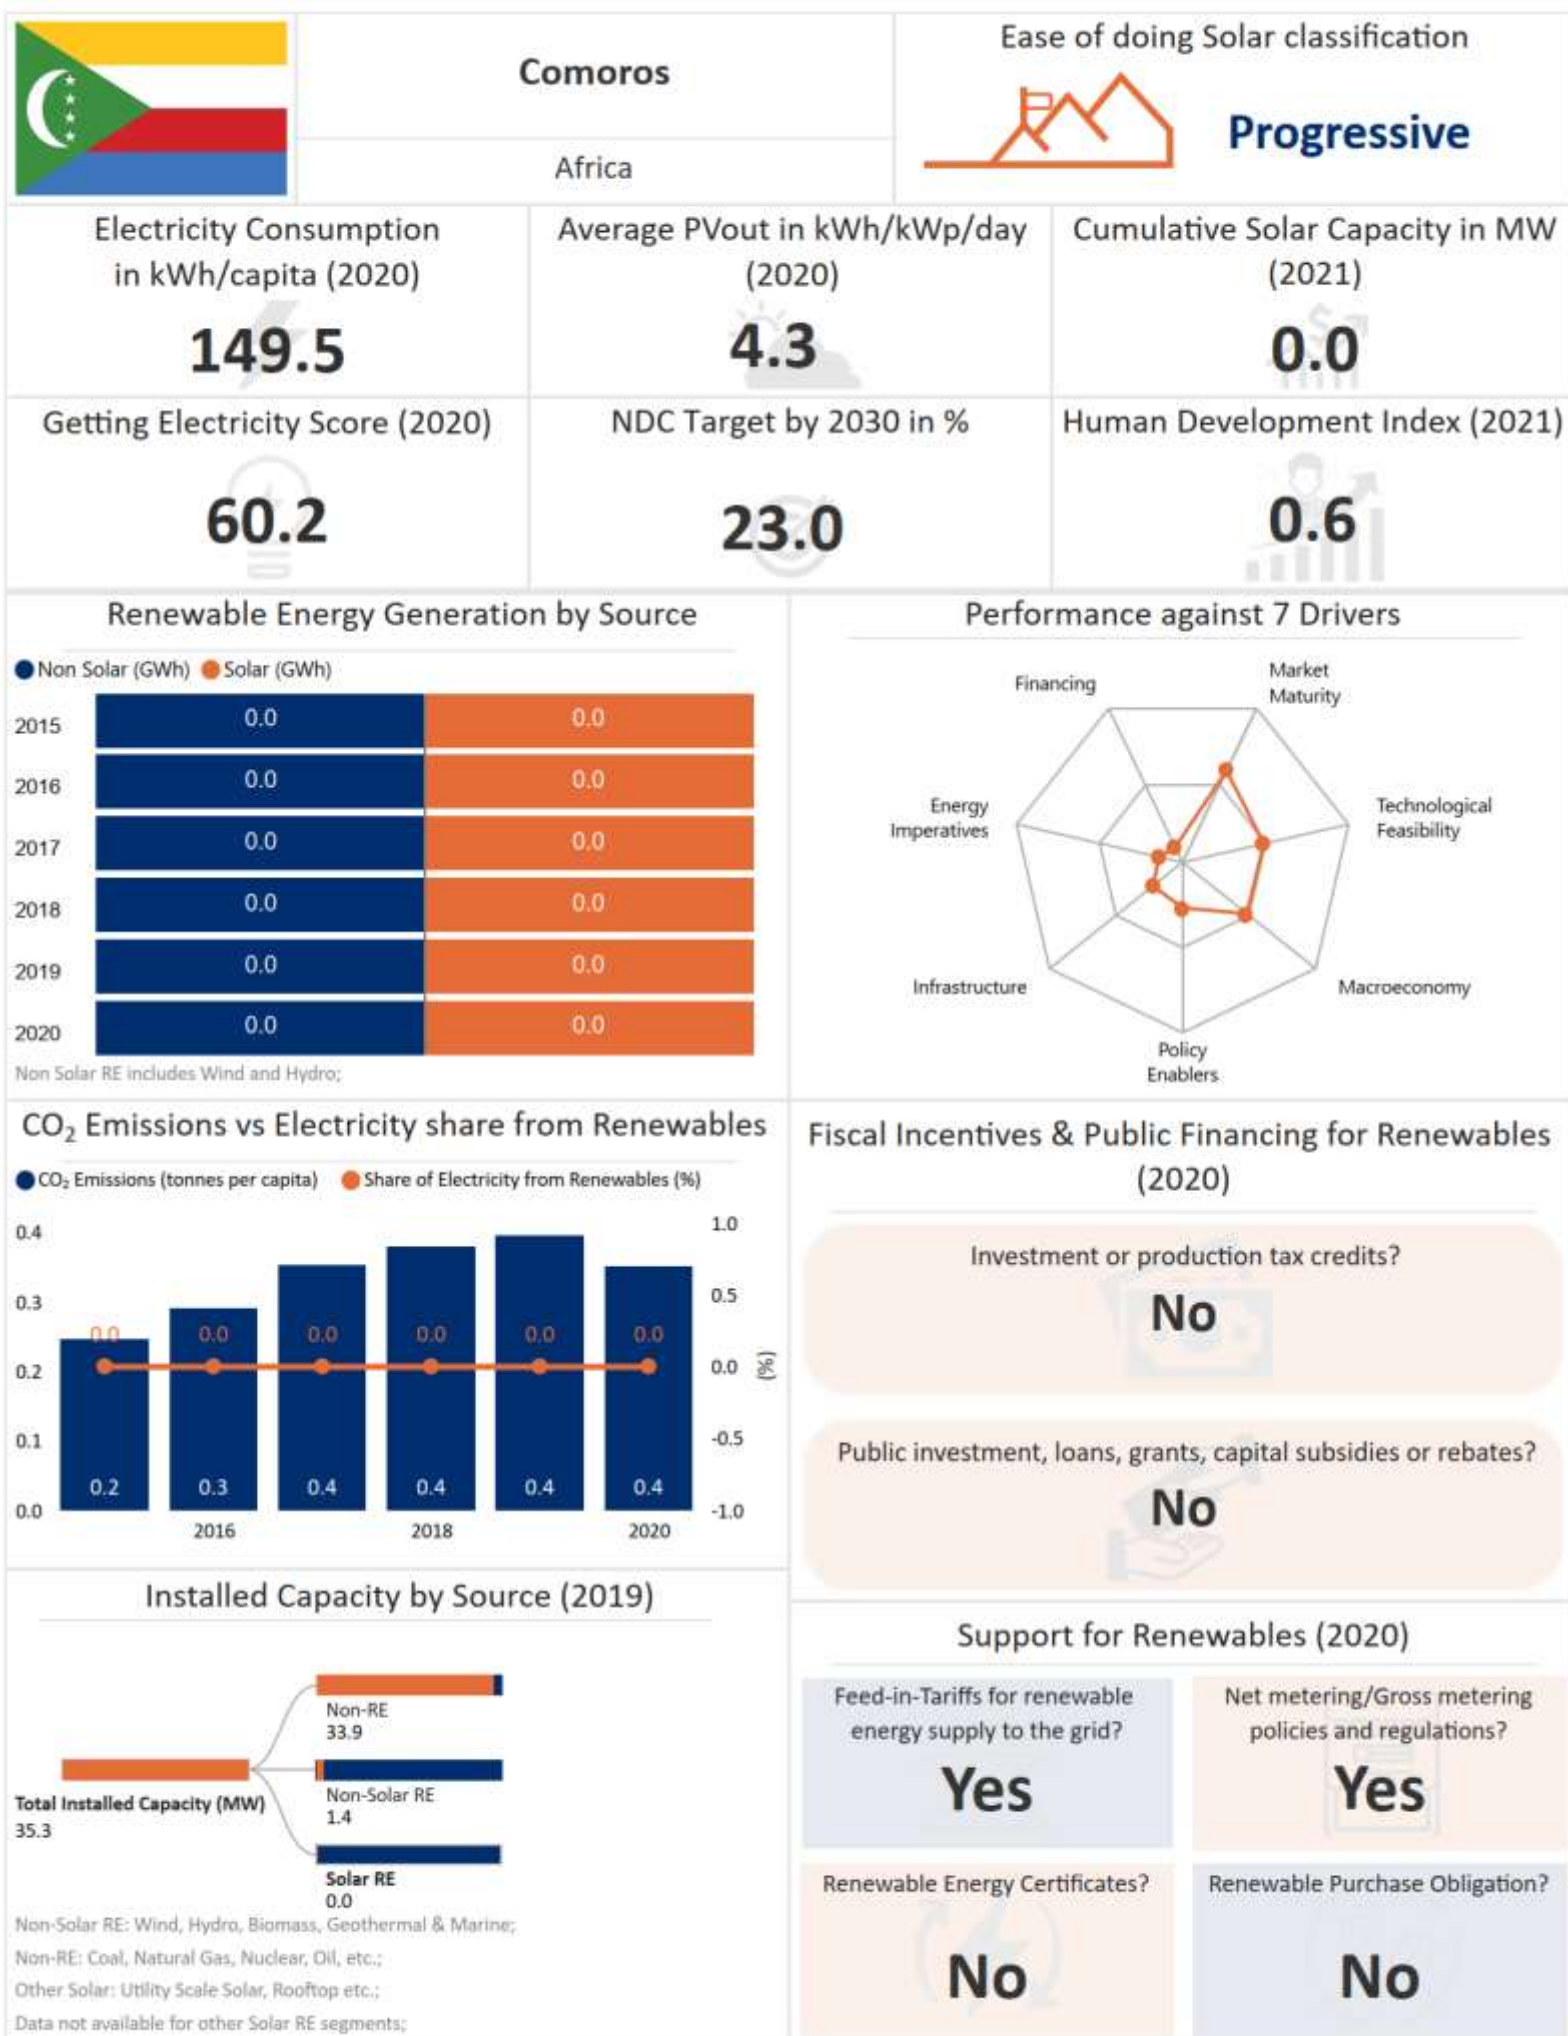 Comoros
Africa
Ease of doing Solar classification
Progressive
Electricity Consumption
in kWh/capita (2020)
149.5
Average PVout in kWh/kWp/day
(2020)
4.3
Cumulative Solar Capacity in MW
(2021)
0.0
Getting Electricity Score (2020)
60.2
NDC Target by 2030 in %
23.0
Human Development Index (2021)
0.6
Renewable Energy Generation by Source
Non Solar (GWh) Solar (GWh)
2015 0.0 0.0
2016 0.0 0.0
2017 0.0 0.0
2018 0.0 0.0
2019 0.0 0.0
2020 0.0 0.0
Non Solar RE includes Wind and Hydro;
Performance against 7 Drivers
Financing
Market
Maturity
Energy
Imperatives
Technological
Feasibility
Infrastructure
Macroeconomy
Policy
Enablers
CO₂ Emissions vs Electricity share from Renewables
CO₂ Emissions (tonnes per capita) Share of Electricity from Renewables (%)
0.4
0.3
0.2
0.1
0.0
1.0
0.5
0.0
-0.5
-1.0
(%)
0.0 0.0 0.0 0.0 0.0 0.0
0.2 0.3 0.4 0.4 0.4 0.4
2016 2018 2020
Fiscal Incentives & Public Financing for Renewables
(2020)
Investment or production tax credits?
No
Public investment, loans, grants, capital subsidies or rebates?
No
Installed Capacity by Source (2019)
Total Installed Capacity (MW)
35.3
Non-RE
33.9
Non-Solar RE
1.4
Solar RE
0.0
Non-Solar RE: Wind, Hydro, Biomass, Geothermal & Marine;
Non-RE: Coal, Natural Gas, Nuclear, Oil, etc.;
Other Solar: Utility Scale Solar, Rooftop etc.;
Data not available for other Solar RE segments;
Support for Renewables (2020)
Feed-in-Tariffs for renewable
energy supply to the grid?
Yes
Net metering/Gross metering
policies and regulations?
Yes
Renewable Energy Certificates?
No
Renewable Purchase Obligation?
No